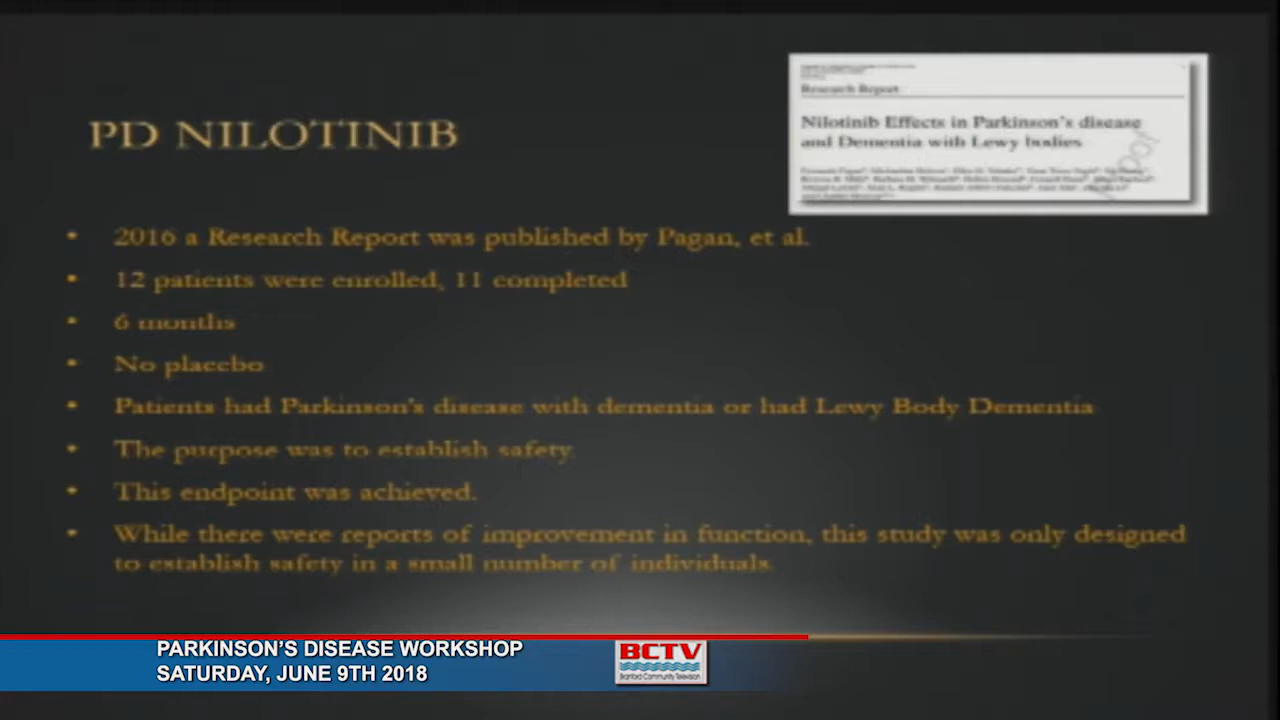 PD NILOTINIB
Research Report
Nilotinib Effects in Parkinson's disease
and Dementia with Lewy bodies
• 2016 a Research Report was published by Pagan, et al.
• 12 patients were enrolled, 11 completed
• 6 months
• No placebo
• Patients had Parkinson's disease with dementia or had Lewy Body Dementia
• The purpose was to establish safety
• This endpoint was achieved.
• While there were reports of improvement in function, this study was only designed
to establish safety in a small number of individuals.
PARKINSON'S DISEASE WORKSHOP
SATURDAY, JUNE 9TH 2018
BCTV
Branford Community Television